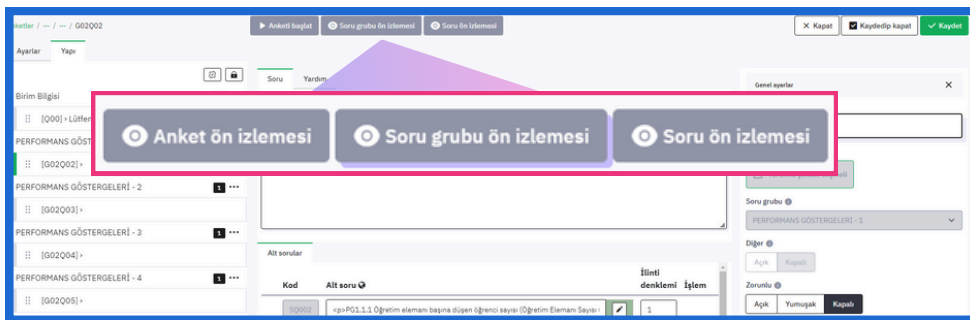 ketler / ⋯ / ⋯ / G02Q02
Anketi başlat
Soru grubu ön izlemesi
Soru ön izlemesi
Kapat
Kaydedip kapat
Kaydet
Ayarlar
Yapı
Soru
Yardım
Genel ayarlar
Birim Bilgisi
[Q00] › Lütfen
PERFORMANS GÖST
[G02Q02] ›
Anket ön izlemesi
Soru grubu ön izlemesi
Soru ön izlemesi
PERFORMANS GÖSTERGELERİ - 2
1
[G02Q03] ›
PERFORMANS GÖSTERGELERİ - 3
1
[G02Q04] ›
PERFORMANS GÖSTERGELERİ - 4
1
[G02Q05] ›
Soru grubu
PERFORMANS GÖSTERGELERİ - 1
Diğer
Açık
Kapalı
Zorunlu
Açık
Yumuşak
Kapalı
Alt sorular
Kod
Alt soru
İlinti denklemi
İşlem
SQ002
<p>PG1.1.1 Öğretim elemanı başına düşen öğrenci sayısı (Öğretim Elemanı Sayısı
1